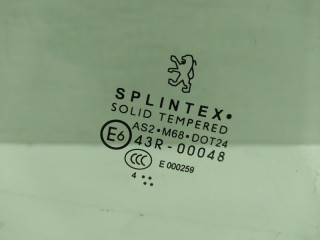 SPLINTEX•
SOLID TEMPERED
E6 AS2•M68•DOT24
43R-00048
CCC E 000259
4